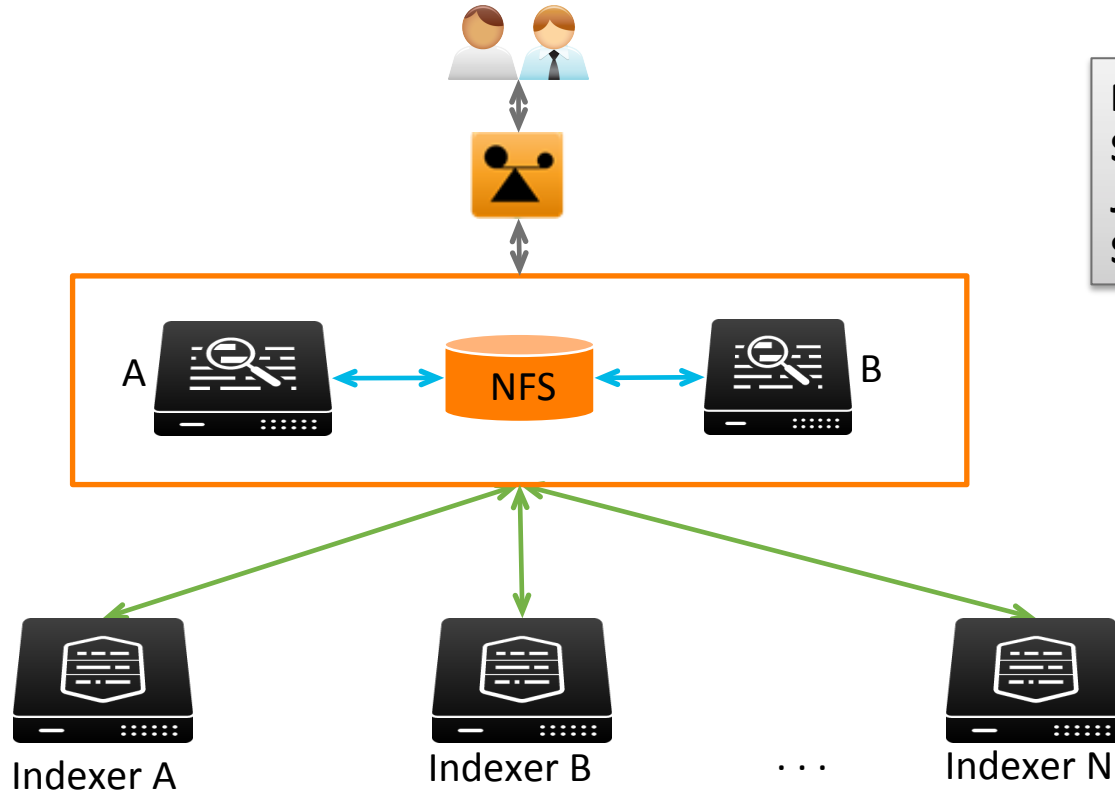 A
NFS
B
Indexer A
Indexer B
. . .
Indexer N